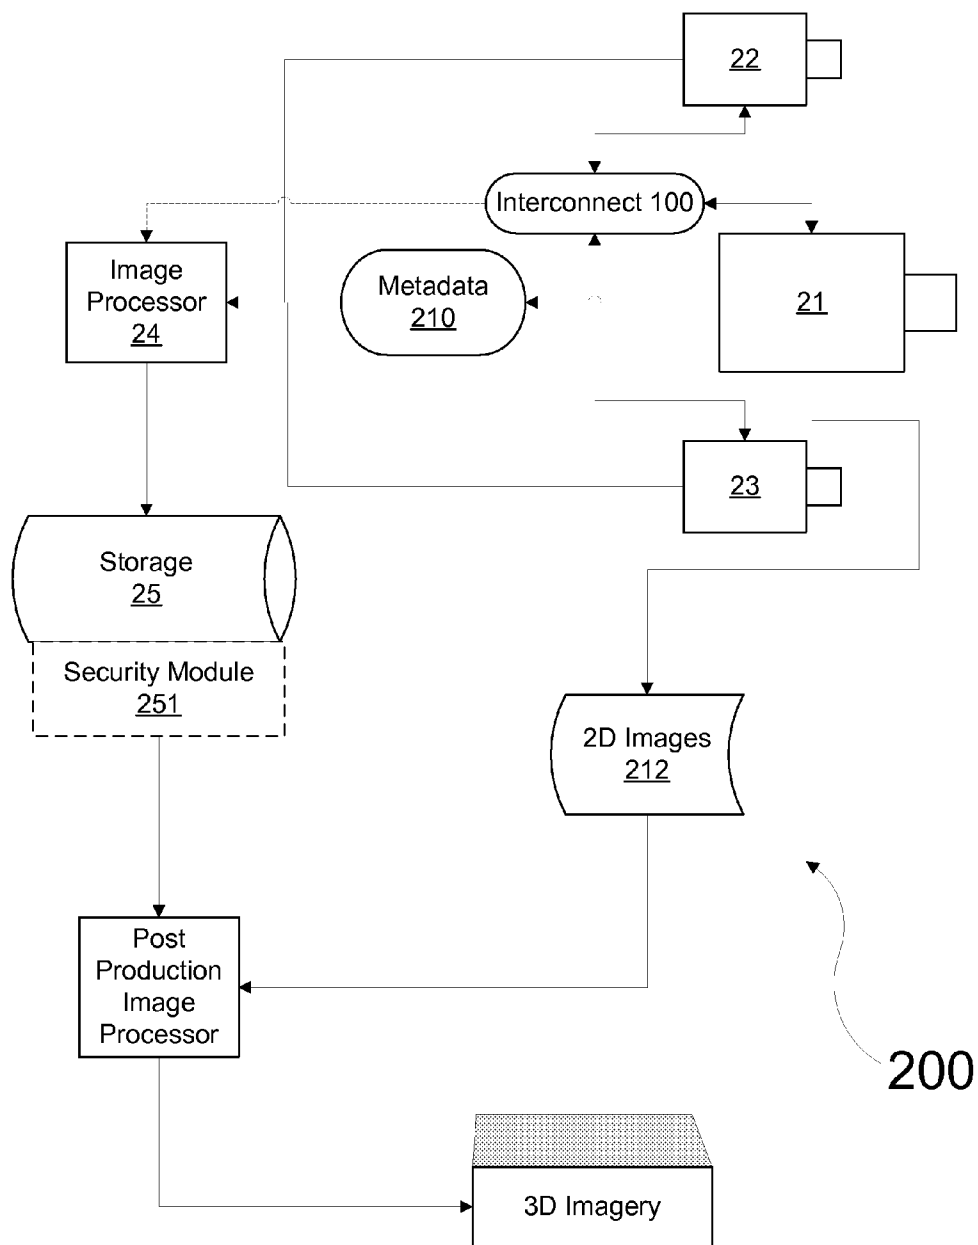 22
Interconnect 100
Image
Processor
24
Metadata
210
21
23
Storage
25
Security Module
251
2D Images
212
Post
Production
Image
Processor
200
3D Imagery